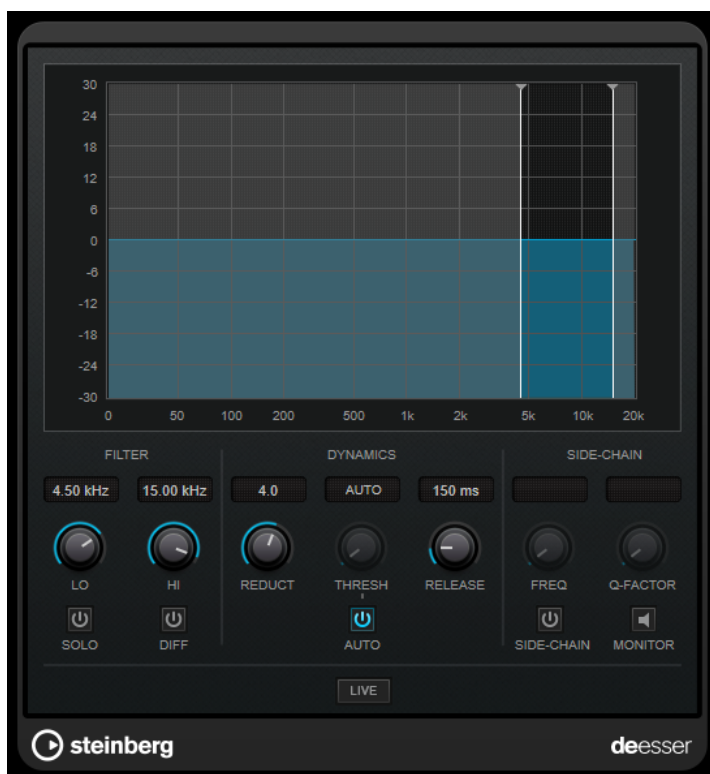 30
24
18
12
6
0
-6
-12
-18
-24
-30
0 50 100 200 500 1k 2k 5k 10k 20k
FILTER DYNAMICS SIDE-CHAIN
4.50 kHz 15.00 kHz 4.0 AUTO 150 ms
LO HI REDUCT THRESH RELEASE FREQ Q-FACTOR
SOLO DIFF AUTO SIDE-CHAIN MONITOR
LIVE
steinberg deesser